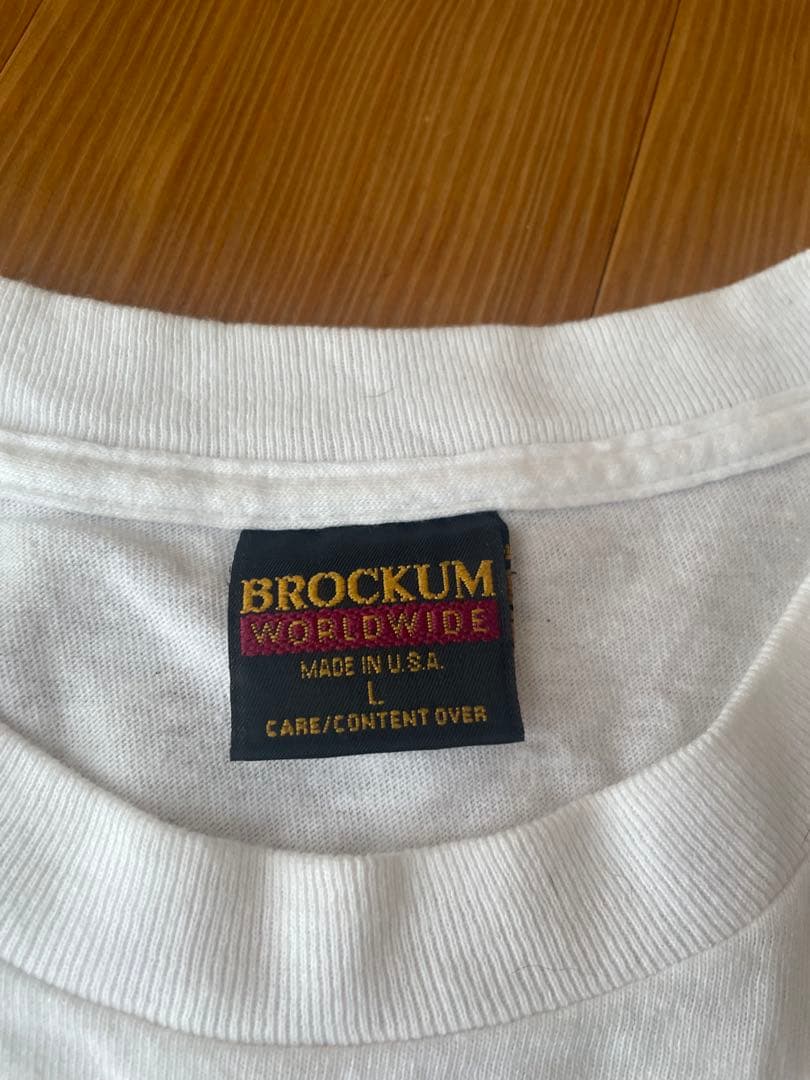 BROCKUM
WORLDWIDE
MADE IN U.S.A.
L
CARE/CONTENT OVER